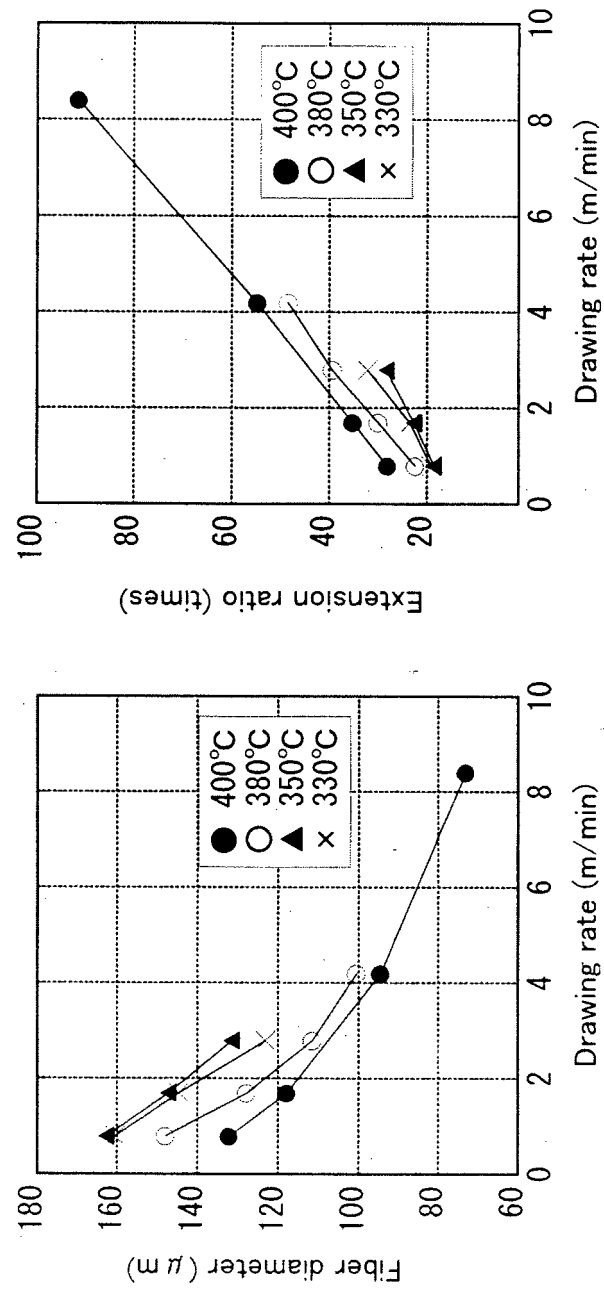 Fiber diameter (μm)
180
160
140
120
100
80
60
0
2
4
6
8
10
Drawing rate (m/min)
400°C
380°C
350°C
330°C
Extension ratio (times)
100
80
60
40
20
0
2
4
6
8
10
Drawing rate (m/min)
400°C
380°C
350°C
330°C